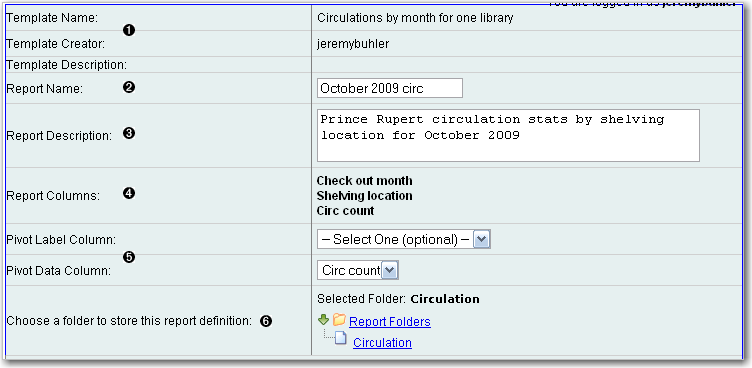 You are logged in as jeremybuhler
Template Name: Circulations by month for one library
❶
Template Creator: jeremybuhler
Template Description:
Report Name: ❷ October 2009 circ
Report Description: ❸ Prince Rupert circulation stats by shelving
location for October 2009
Report Columns: ❹ Check out month
Shelving location
Circ count
Pivot Label Column: -- Select One (optional) --
❺
Pivot Data Column: Circ count
Selected Folder: Circulation
Choose a folder to store this report definition: ❻ Report Folders
Circulation